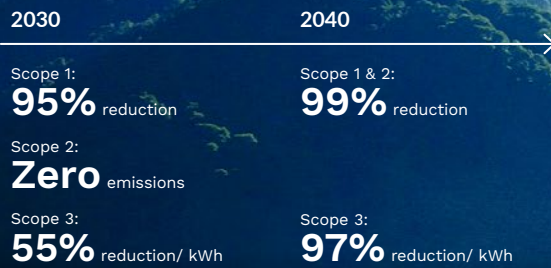 2030
2040
Scope 1:
95% reduction
Scope 1 & 2:
99% reduction
Scope 2:
Zero emissions
Scope 3:
55% reduction/ kWh
Scope 3:
97% reduction/ kWh